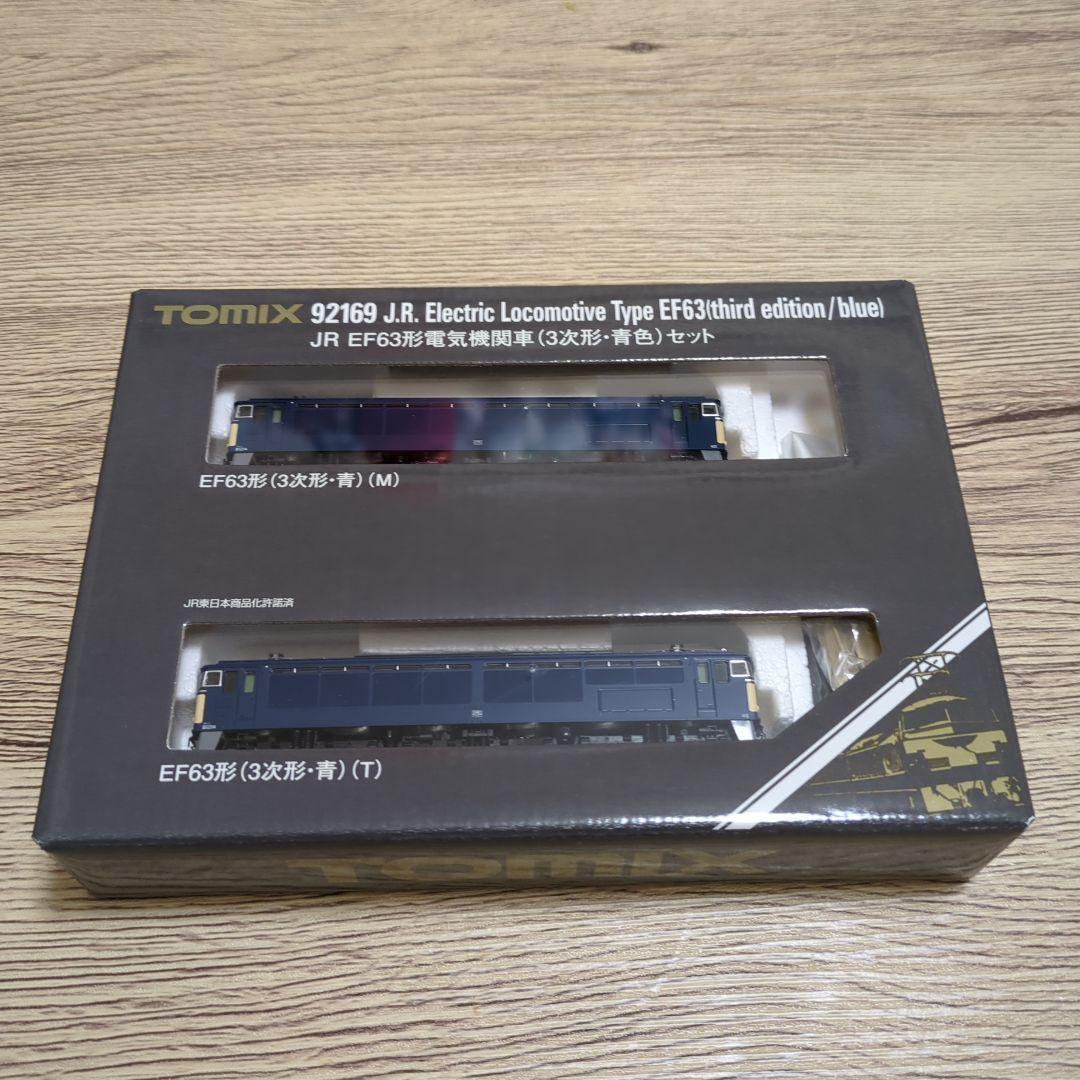 TOMIX 92169 J.R. Electric Locomotive Type EF63(third edition/blue)
JR EF63形電気機関車(3次形・青色)セット
EF63形(3次形・青)(M)
JR東日本商品化許諾済
EF63形(3次形・青)(T)
TOMIX